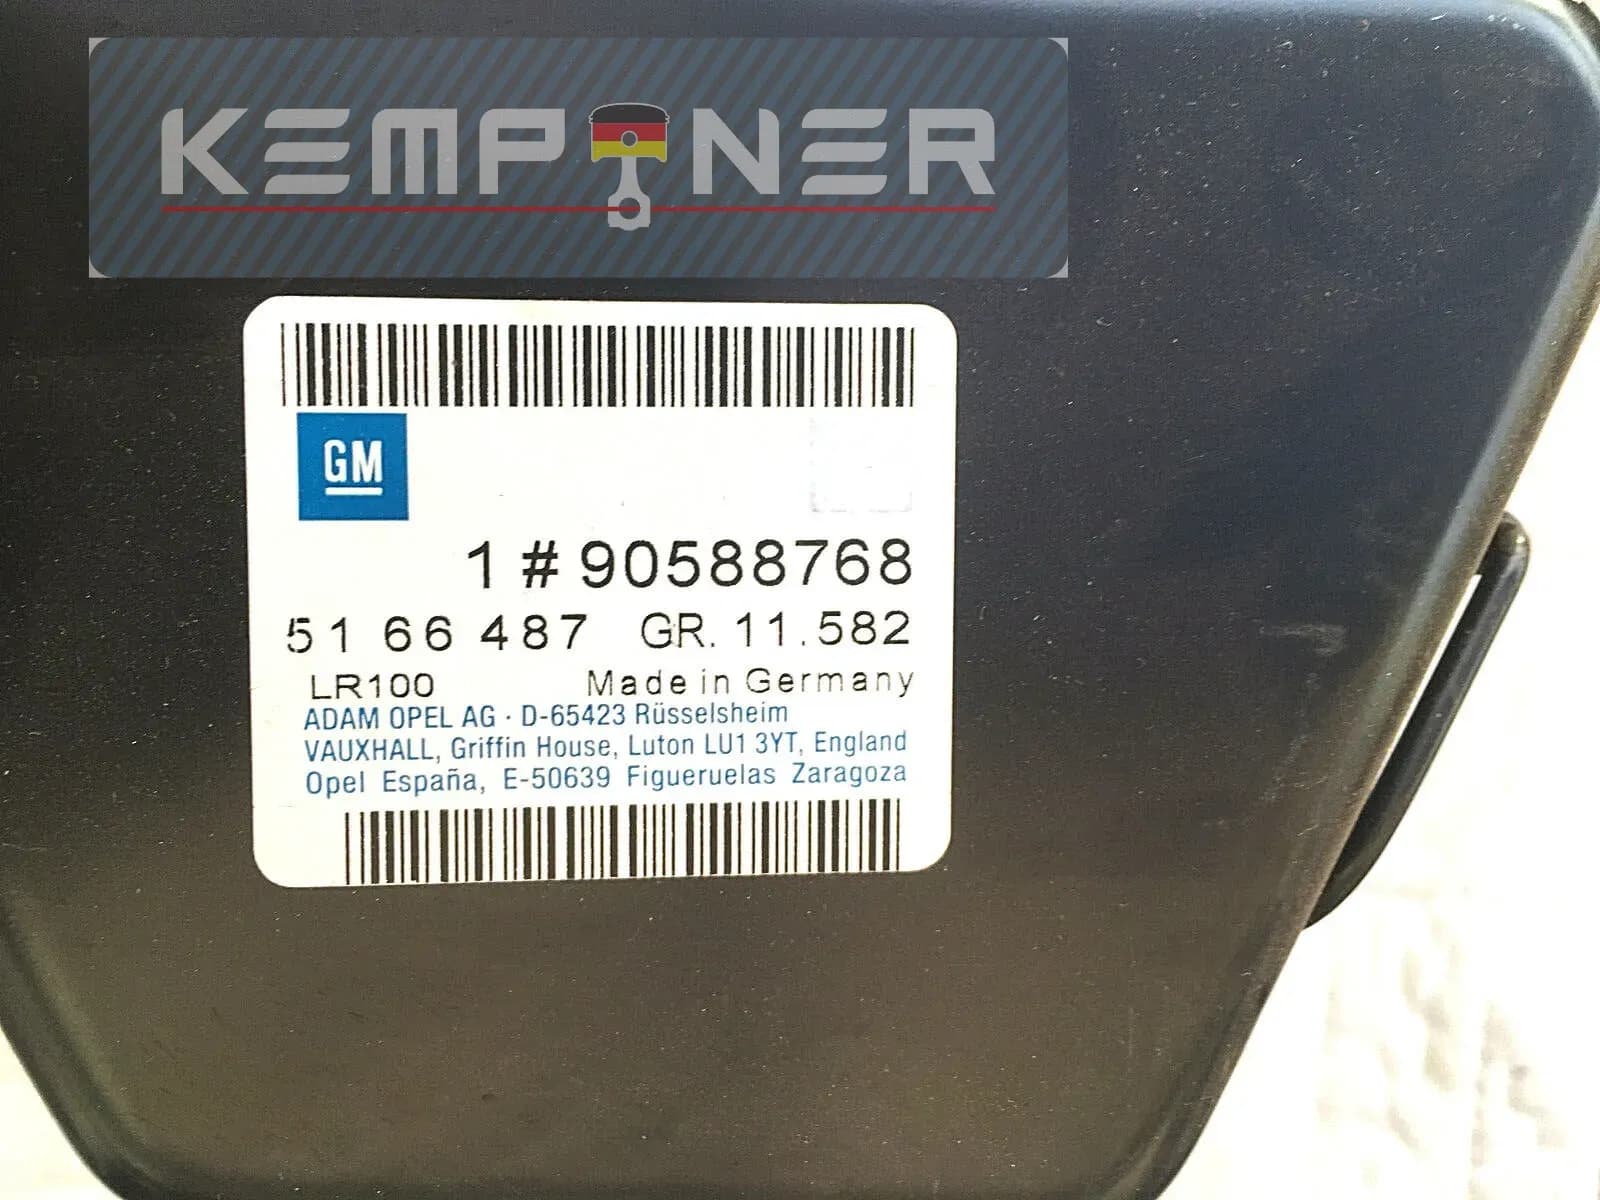 KEMPINER
GM
1 # 90588768
51 66 487 GR. 11.582
LR100 Made in Germany
ADAM OPEL AG · D-65423 Rüsselsheim
VAUXHALL, Griffin House, Luton LU1 3YT, England
Opel España, E-50639 Figueruelas Zaragoza